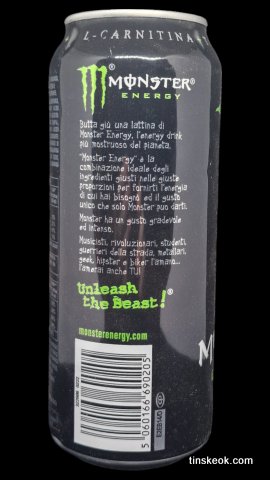 L-CARNITINA + T
MONSTER®
ENERGY
Butta giù una lattina di
Monster Energy, l'energy drink
più mostruoso del pianeta.
"Monster Energy" è la
combinazione ideale degli
ingredienti giusti nelle giuste
proporzioni per fornirti l'energia
di cui hai bisogno ed il gusto
unico che solo Monster può darti.
Monster ha un gusto gradevole
ed intenso.
Musicisti, rivoluzionari, studenti,
guerrieri della strada, metallari,
geek, hipster e biker l'amano...
l'amerai anche TU!
Unleash
the Beast!®
monsterenergy.com
5060166690205
tinskeok.com